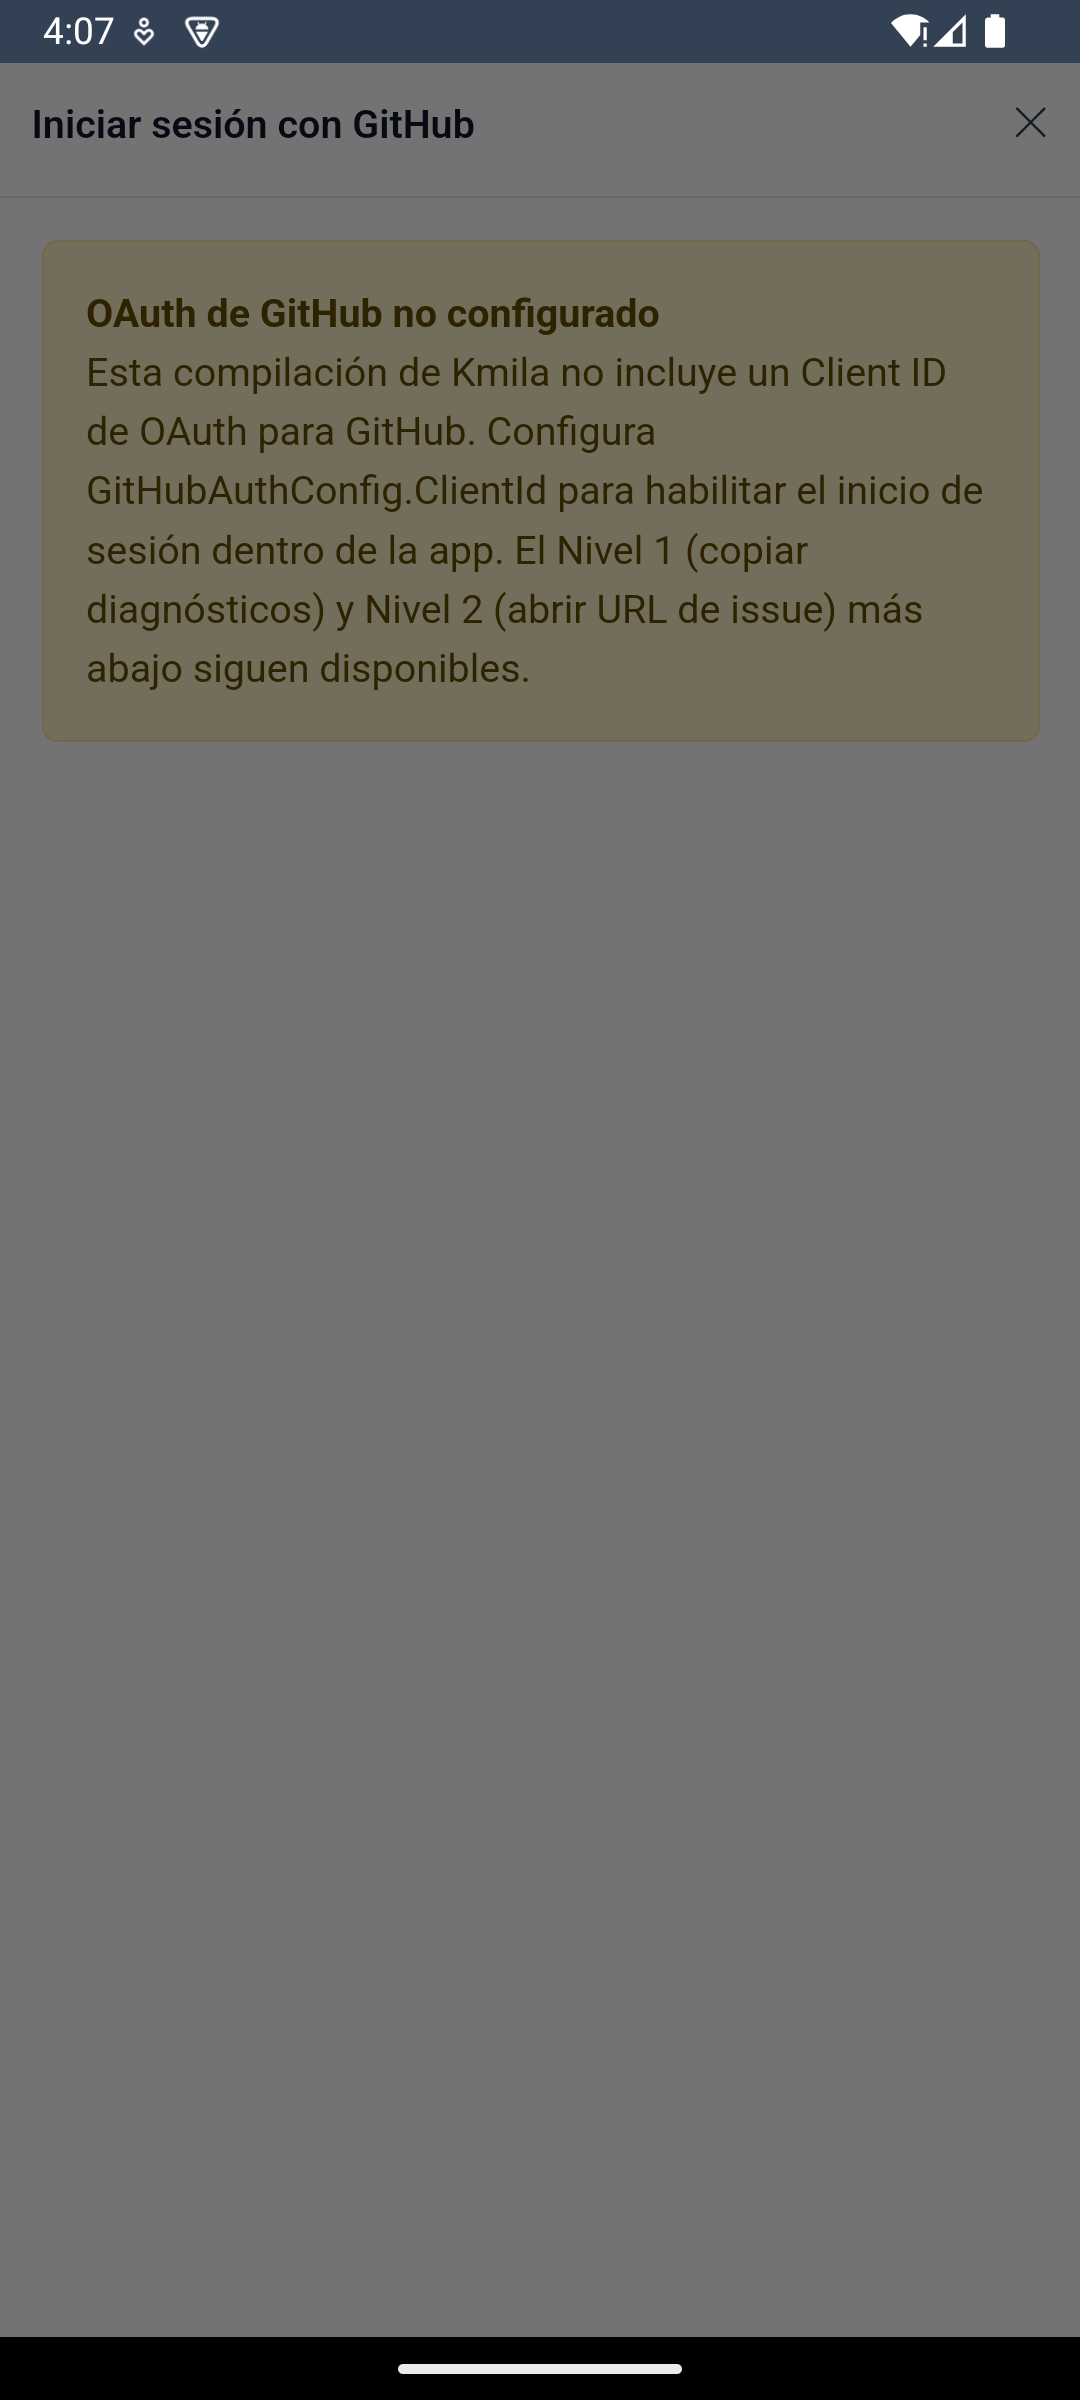 4:07
Iniciar sesión con GitHub
OAuth de GitHub no configurado
Esta compilación de Kmila no incluye un Client ID
de OAuth para GitHub. Configura
GitHubAuthConfig.ClientId para habilitar el inicio de
sesión dentro de la app. El Nivel 1 (copiar
diagnósticos) y Nivel 2 (abrir URL de issue) más
abajo siguen disponibles.